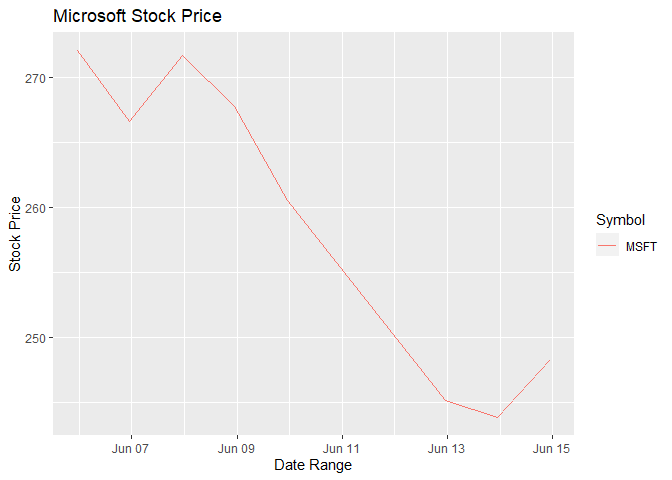 Microsoft Stock Price
270
260
250
Stock Price
Jun 07 Jun 09 Jun 11 Jun 13 Jun 15
Date Range
Symbol
MSFT